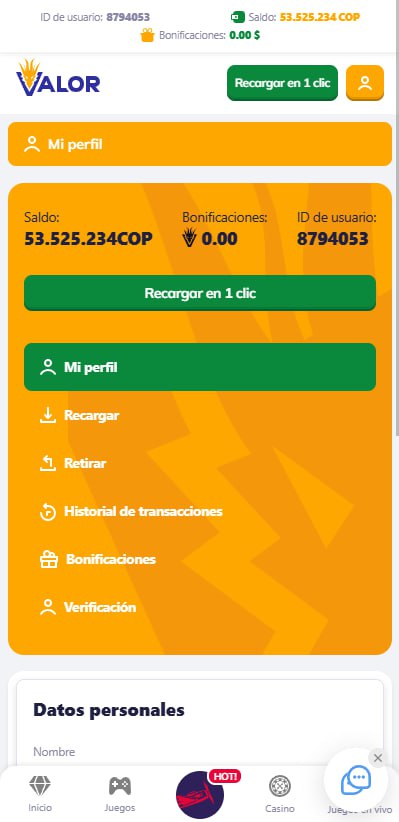 ID de usuario: 8794053 Saldo: 53.525.234 COP
Bonificaciones: 0.00 $
VALOR
Recargar en 1 clic
Mi perfil
Saldo: Bonificaciones: ID de usuario:
53.525.234COP 0.00 8794053
Recargar en 1 clic
Mi perfil
Recargar
Retirar
Historial de transacciones
Bonificaciones
Verificación
Datos personales
Nombre
HOT!
Inicio Juegos Casino Juegos en vivo